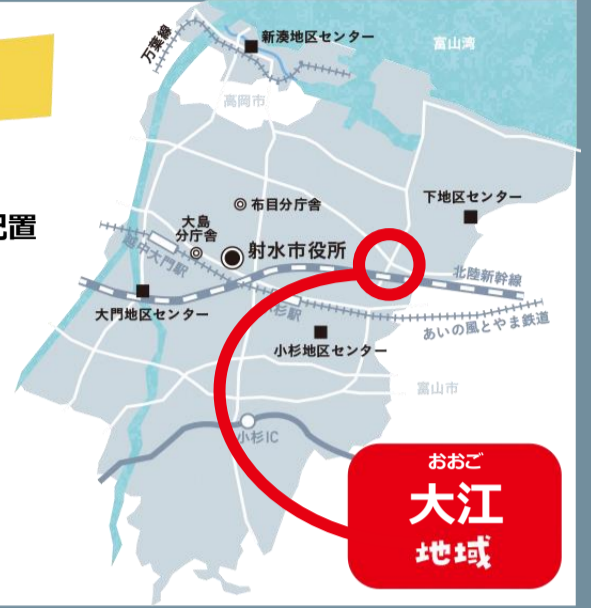 万葉線
新湊地区センター
富山湾
高岡市
配置
布目分庁舎
下地区センター
大島
分庁舎
射水市役所
越中大門駅
北陸新幹線
大門地区センター
小杉駅
あいの風とやま鉄道
小杉地区センター
富山市
小杉IC
おおご
大江
地域